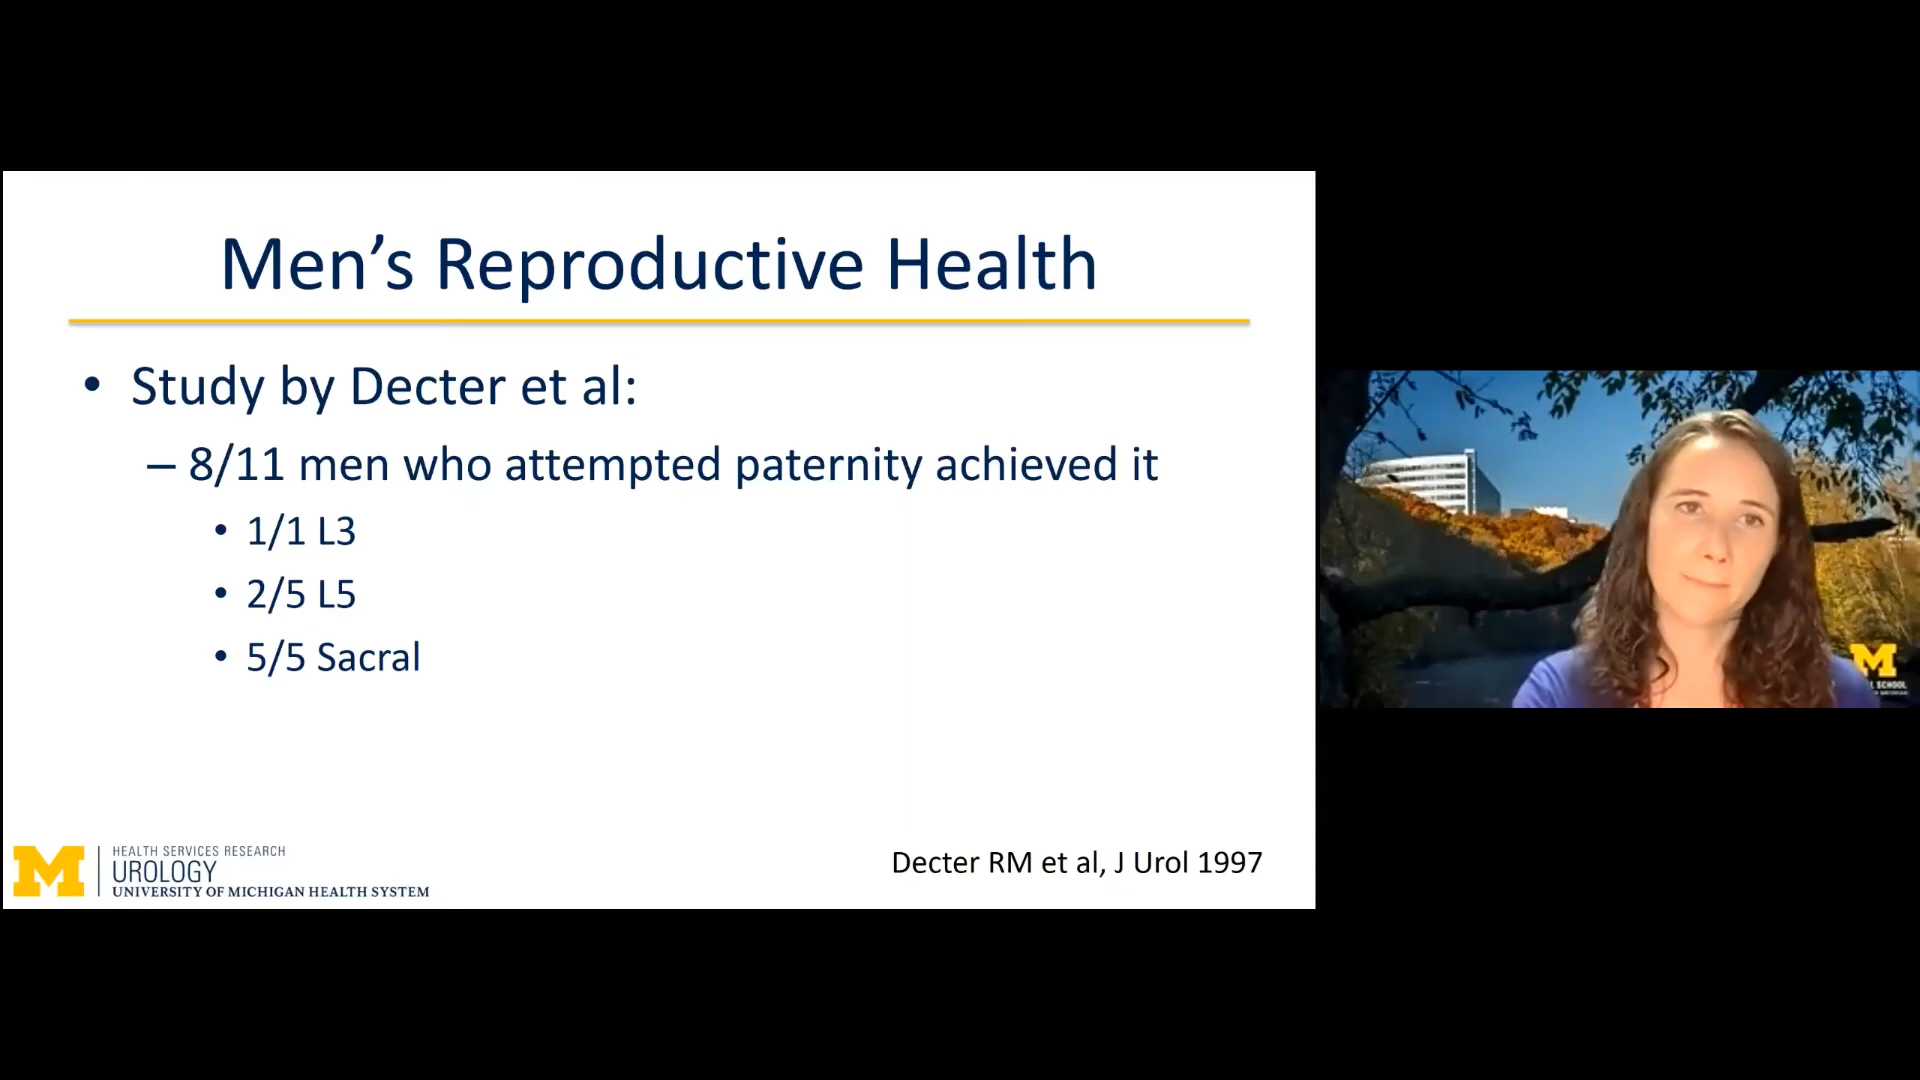 Men's Reproductive Health
• Study by Decter et al:
– 8/11 men who attempted paternity achieved it
• 1/1 L3
• 2/5 L5
• 5/5 Sacral
M
HEALTH SERVICES RESEARCH
UROLOGY
UNIVERSITY OF MICHIGAN HEALTH SYSTEM
Decter RM et al, J Urol 1997
M
SCHOOL